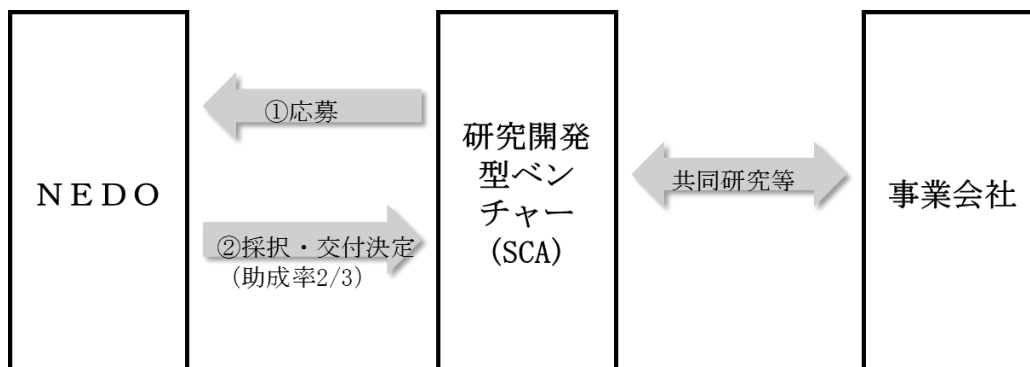 NEDO
①応募
②採択・交付決定
(助成率2/3)
研究開発
型ベン
チャー
(SCA)
共同研究等
事業会社